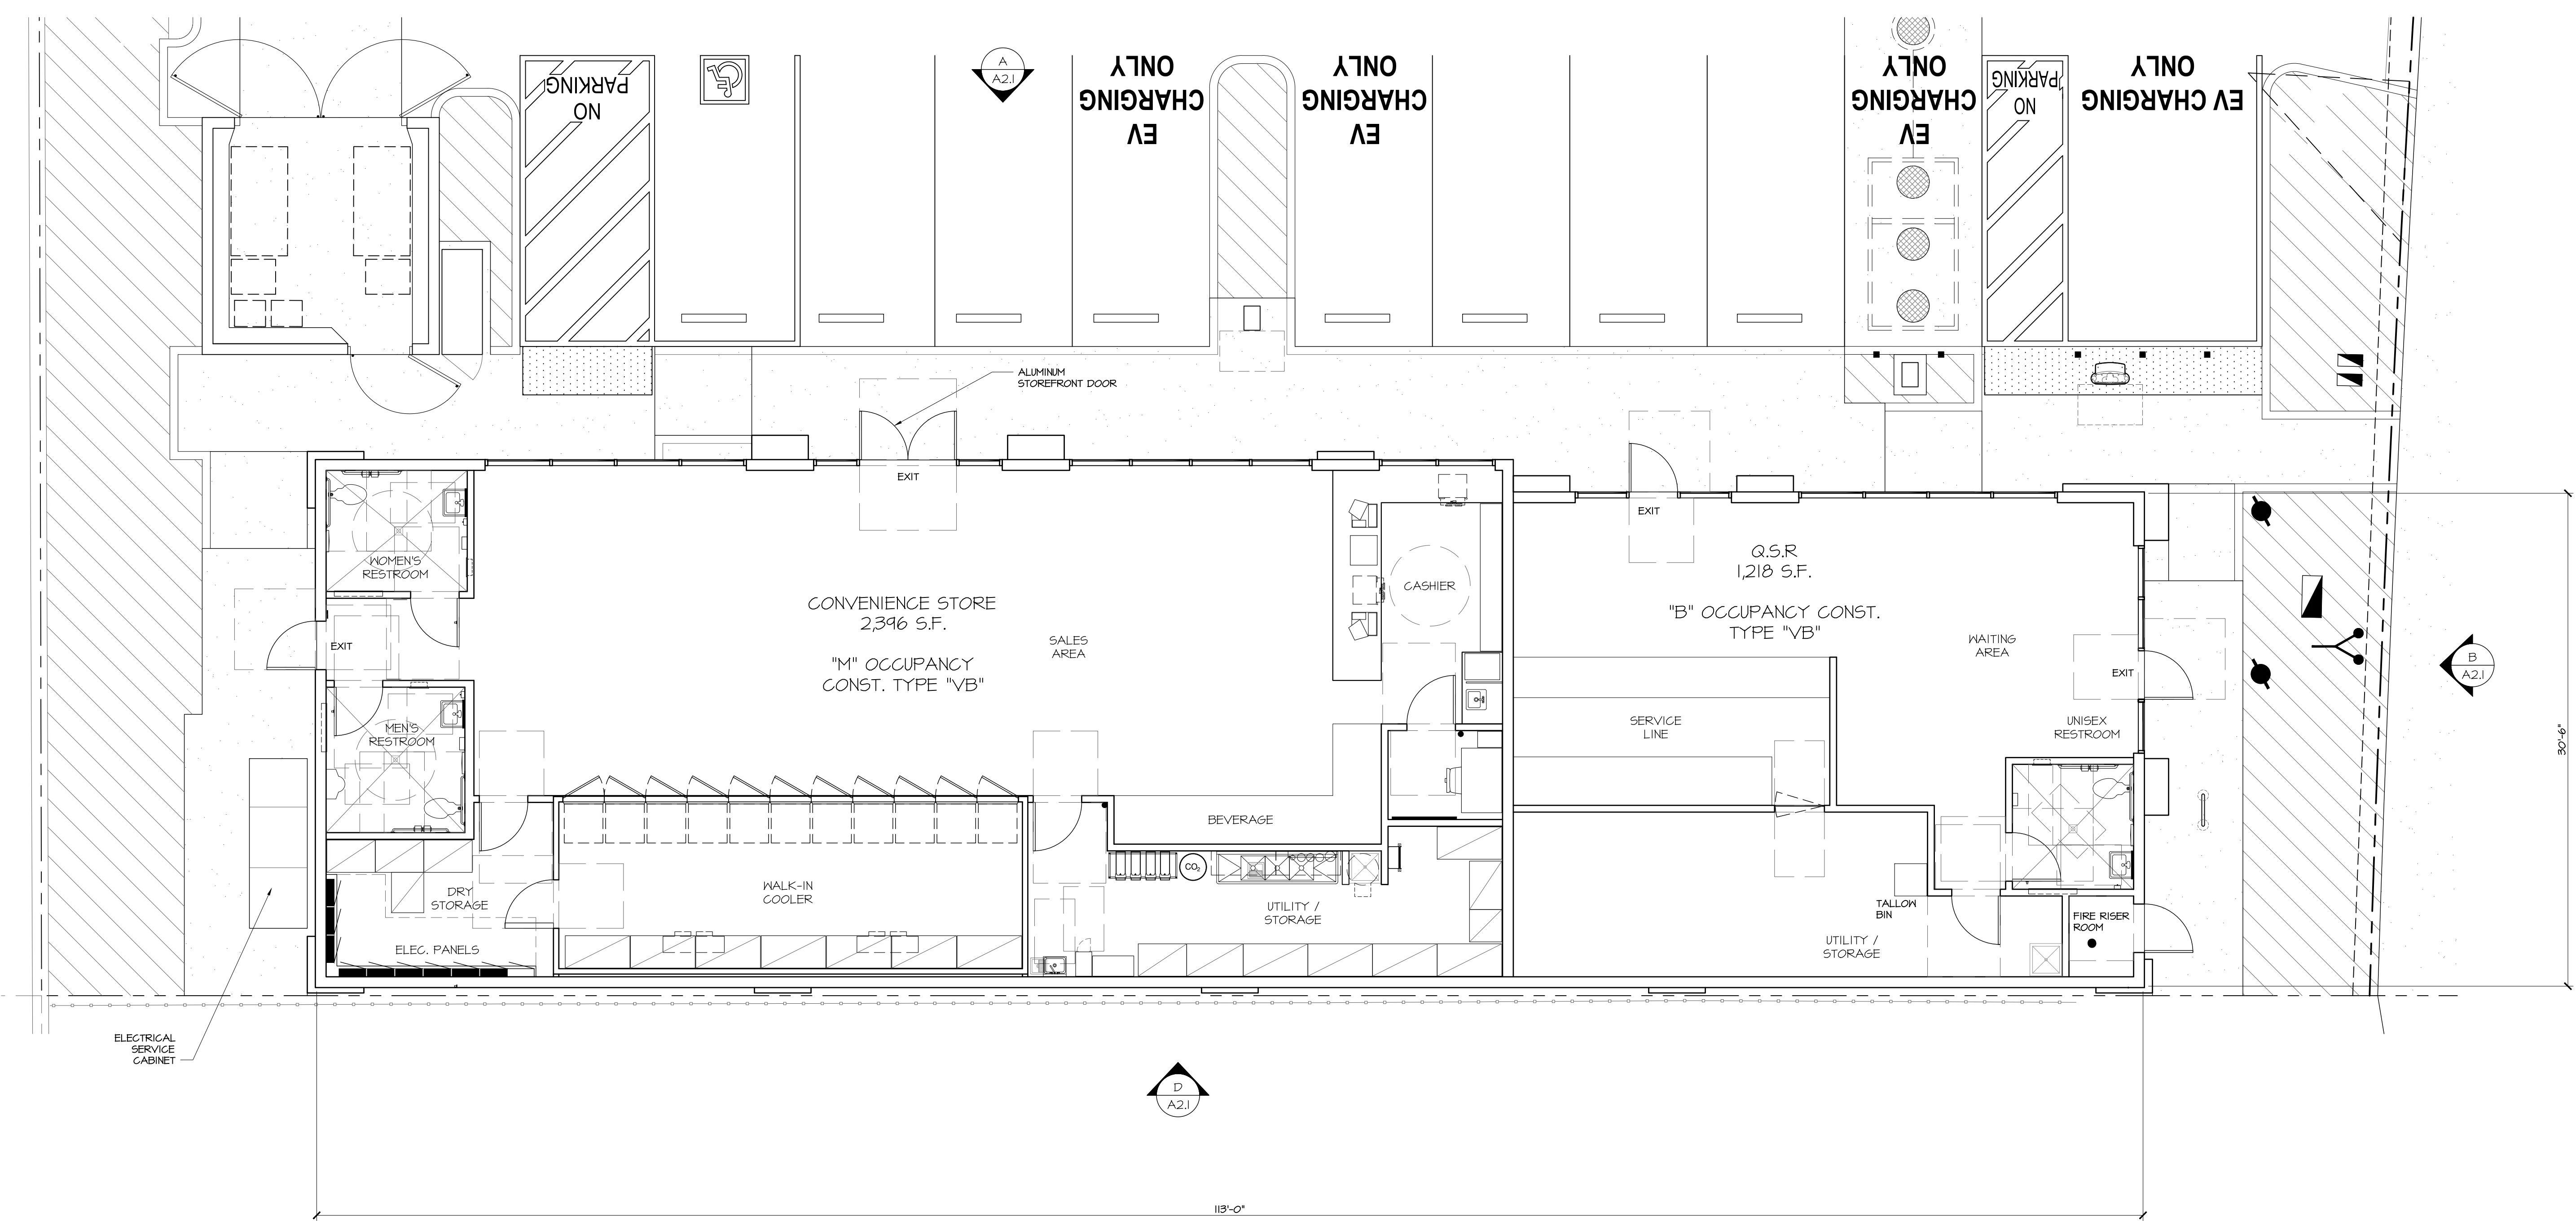 NO
PARKING
A
A2.1
EV
CHARGING
ONLY
EV
CHARGING
ONLY
EV
CHARGING
ONLY
NO
PARKING
EV CHARGING
ONLY
ALUMINUM
STOREFRONT DOOR
EXIT
EXIT
WOMEN'S
RESTROOM
EXIT
MEN'S
RESTROOM
CONVENIENCE STORE
2,396 S.F.
"M" OCCUPANCY
CONST. TYPE "VB"
SALES
AREA
CASHIER
Q.S.R
1,218 S.F.
"B" OCCUPANCY CONST.
TYPE "VB"
WAITING
AREA
EXIT
B
A2.1
SERVICE
LINE
UNISEX
RESTROOM
30'-6"
BEVERAGE
CO2
DRY
STORAGE
WALK-IN
COOLER
UTILITY /
STORAGE
TALLOW
BIN
FIRE RISER
ROOM
ELEC. PANELS
UTILITY /
STORAGE
ELECTRICAL
SERVICE
CABINET
D
A2.1
113'-0"